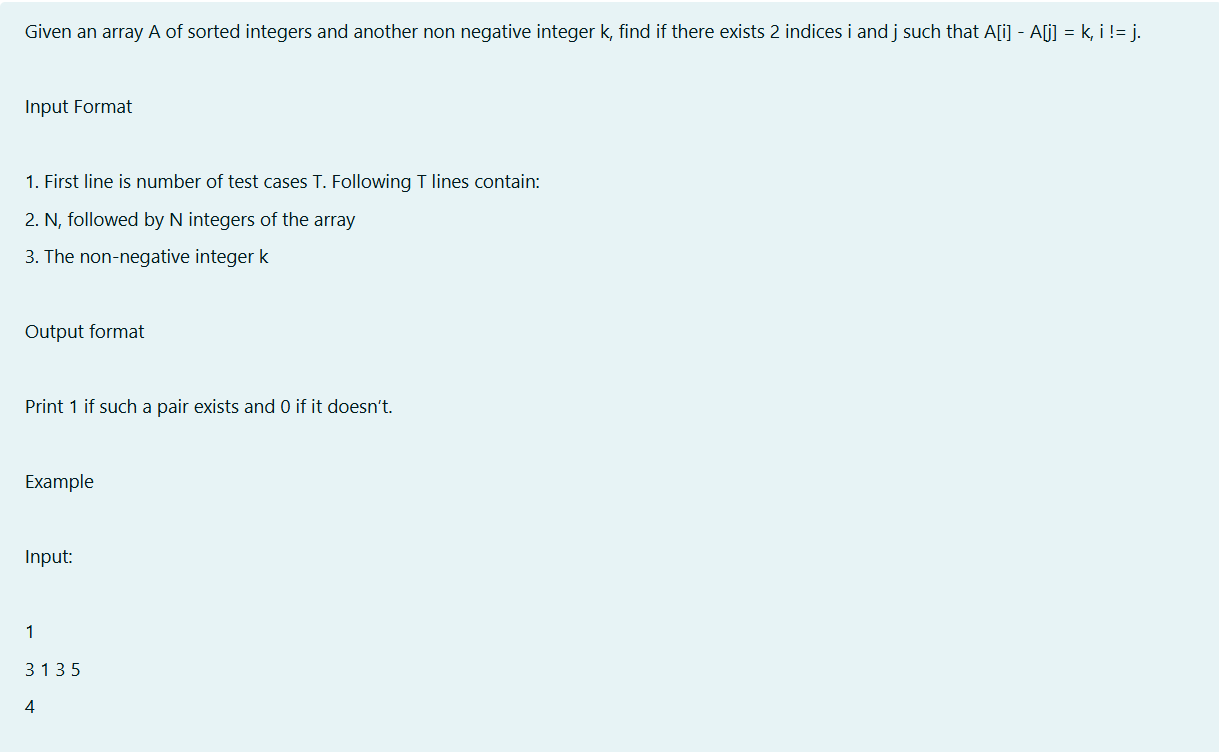 Given an array A of sorted integers and another non negative integer k, find if there exists 2 indices i and j such that A[i] - A[j] = k, i != j.
Input Format
1. First line is number of test cases T. Following T lines contain:
2. N, followed by N integers of the array
3. The non-negative integer k
Output format
Print 1 if such a pair exists and 0 if it doesn’t.
Example
Input:
1
3 1 3 5
4